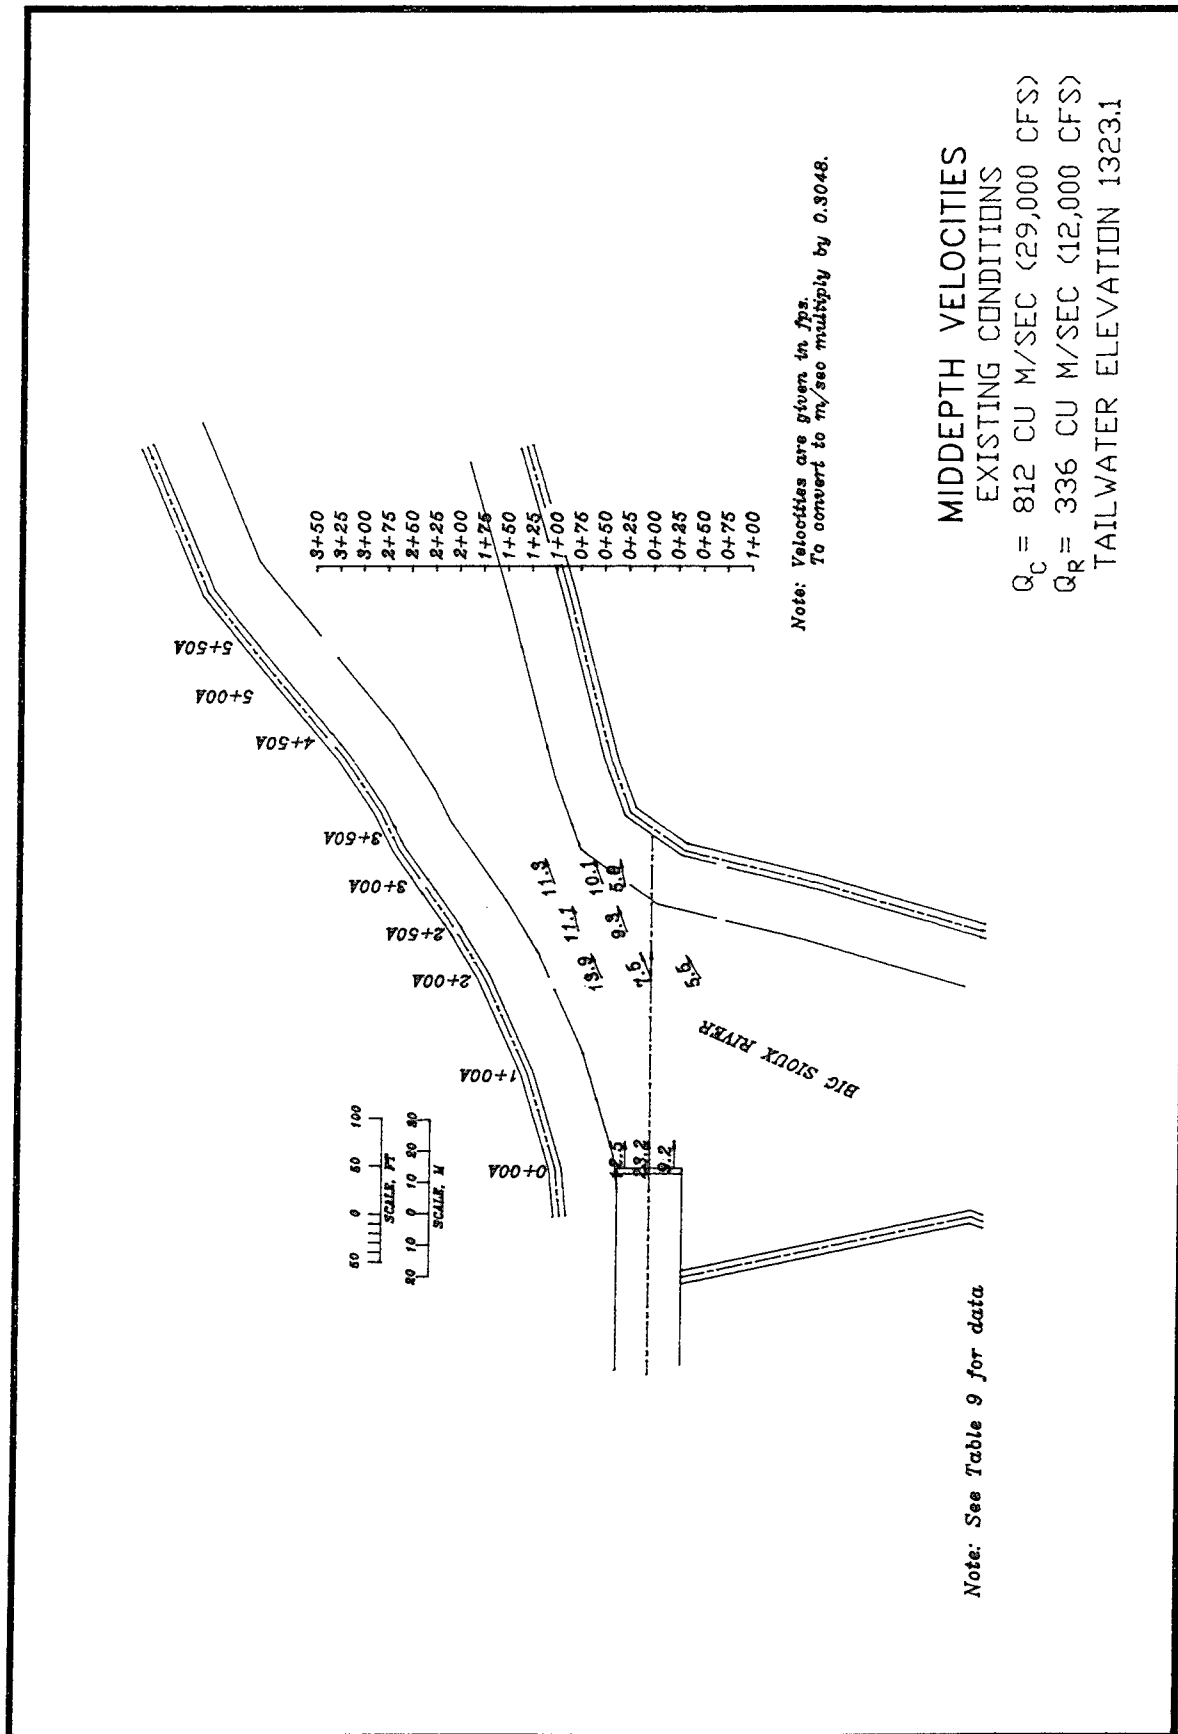 MIDDEPTH VELOCITIES
EXISTING CONDITIONS
Q_C = 812 CU M/SEC (29,000 CFS)
Q_R = 336 CU M/SEC (12,000 CFS)
TAILWATER ELEVATION 1323.1
Note: Velocities are given in fps.
To convert to m/sec multiply by 0.3048.
3+50
3+25
3+00
2+75
2+50
2+25
2+00
1+75
1+50
1+25
1+00
0+75
0+50
0+25
0+00
0+25
0+50
0+75
1+00
5+50A
5+00A
4+50A
3+50A
3+00A
2+50A
2+00A
1+00A
0+00A
11.3
10.1
11.1
9.3
13.9
7.5
5.5
12.5
23.2
9.2
BIG SIOUX RIVER
50 0 50 100
SCALE, FT
20 10 0 10 20 30
SCALE, M
Note: See Table 9 for data